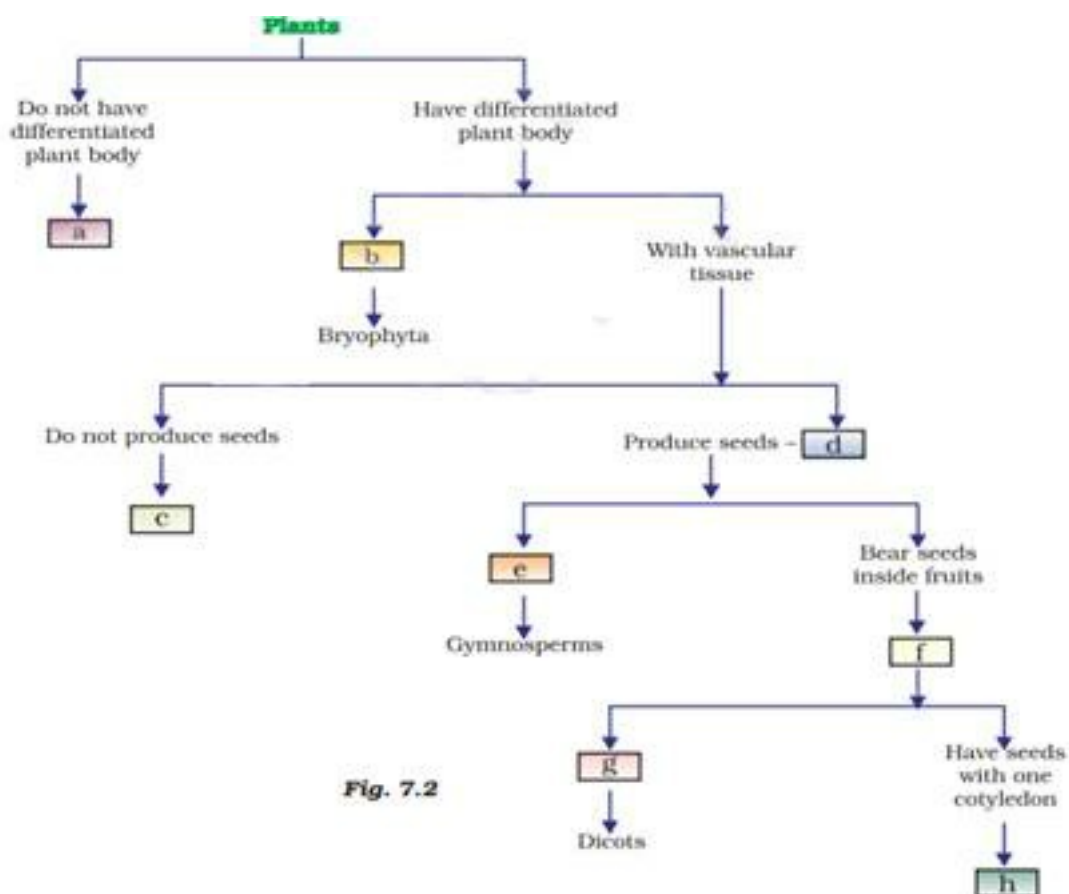 Plants
Do not have
differentiated
plant body
Have differentiated
plant body
a
b
With vascular
tissue
Bryophyta
Do not produce seeds
Produce seeds – d
c
e
Bear seeds
inside fruits
Gymnosperms
f
g
Have seeds
with one
cotyledon
Fig. 7.2
Dicots
h